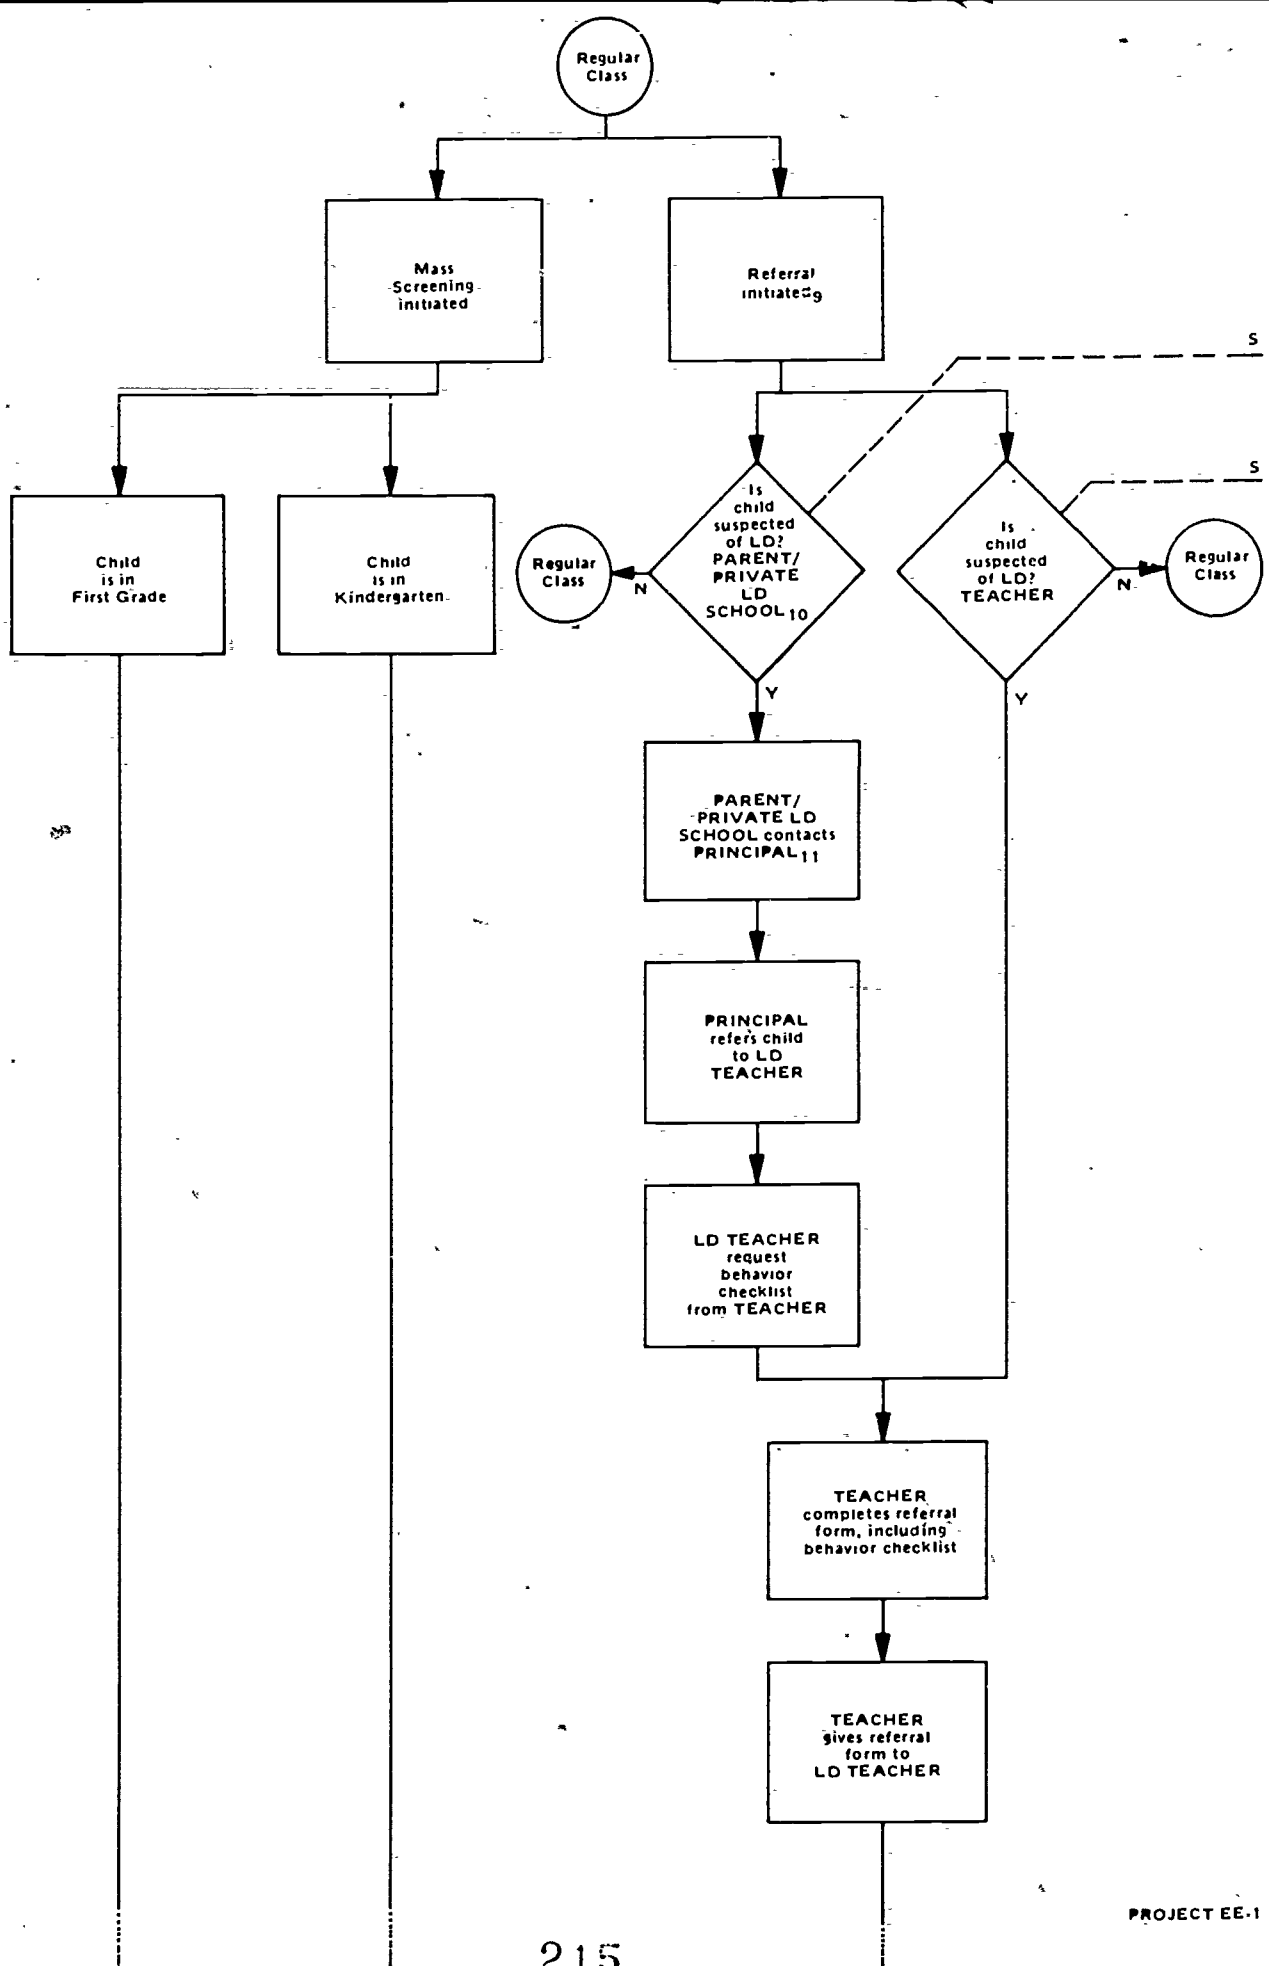 Regular
Class
Mass
Screening
initiated
Referral
initiated9
S
S
Child
is in
First Grade
Child
is in
Kindergarten
Regular
Class
N
Is
child
suspected
of LD?
PARENT/
PRIVATE
LD
SCHOOL10
Y
Is
child
suspected
of LD?
TEACHER
N
Y
Regular
Class
PARENT/
PRIVATE LD
SCHOOL contacts
PRINCIPAL11
PRINCIPAL
refers child
to LD
TEACHER
LD TEACHER
request
behavior
checklist
from TEACHER
TEACHER
completes referral
form, including
behavior checklist
TEACHER
gives referral
form to
LD TEACHER
PROJECT EE-1
215